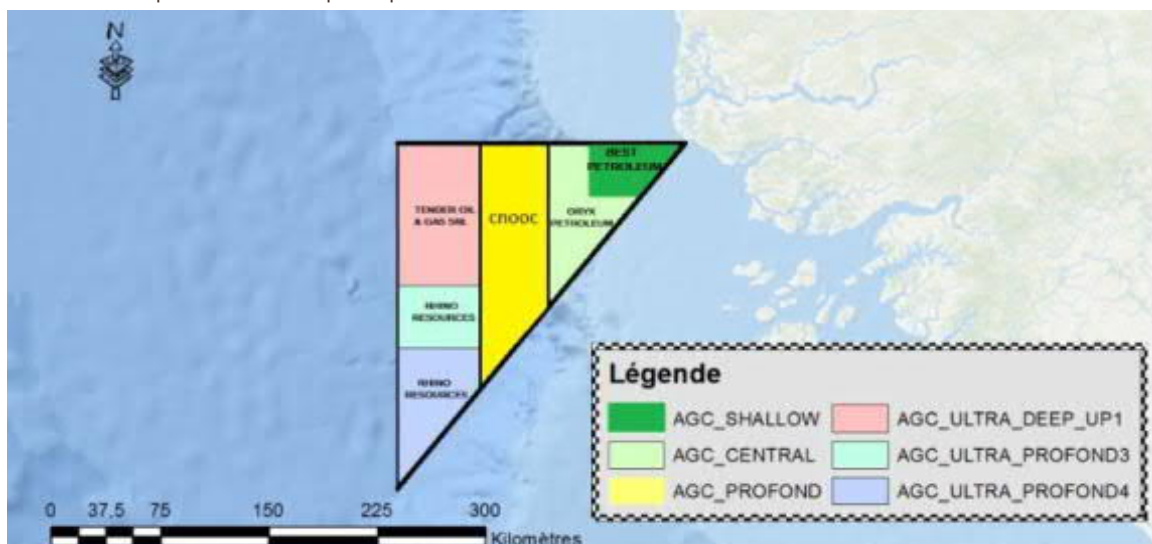 N
BEST
PETROLEUM
TENDER OIL
& GAS SRL
cnooc
ORYX
PETROLEUM
RHINO
RESOURCES
RHINO
RESOURCES
Légende
AGC_SHALLOW
AGC_ULTRA_DEEP_UP1
AGC_CENTRAL
AGC_ULTRA_PROFOND3
AGC_PROFOND
AGC_ULTRA_PROFOND4
0 37,5 75 150 225 300
Kilomètres